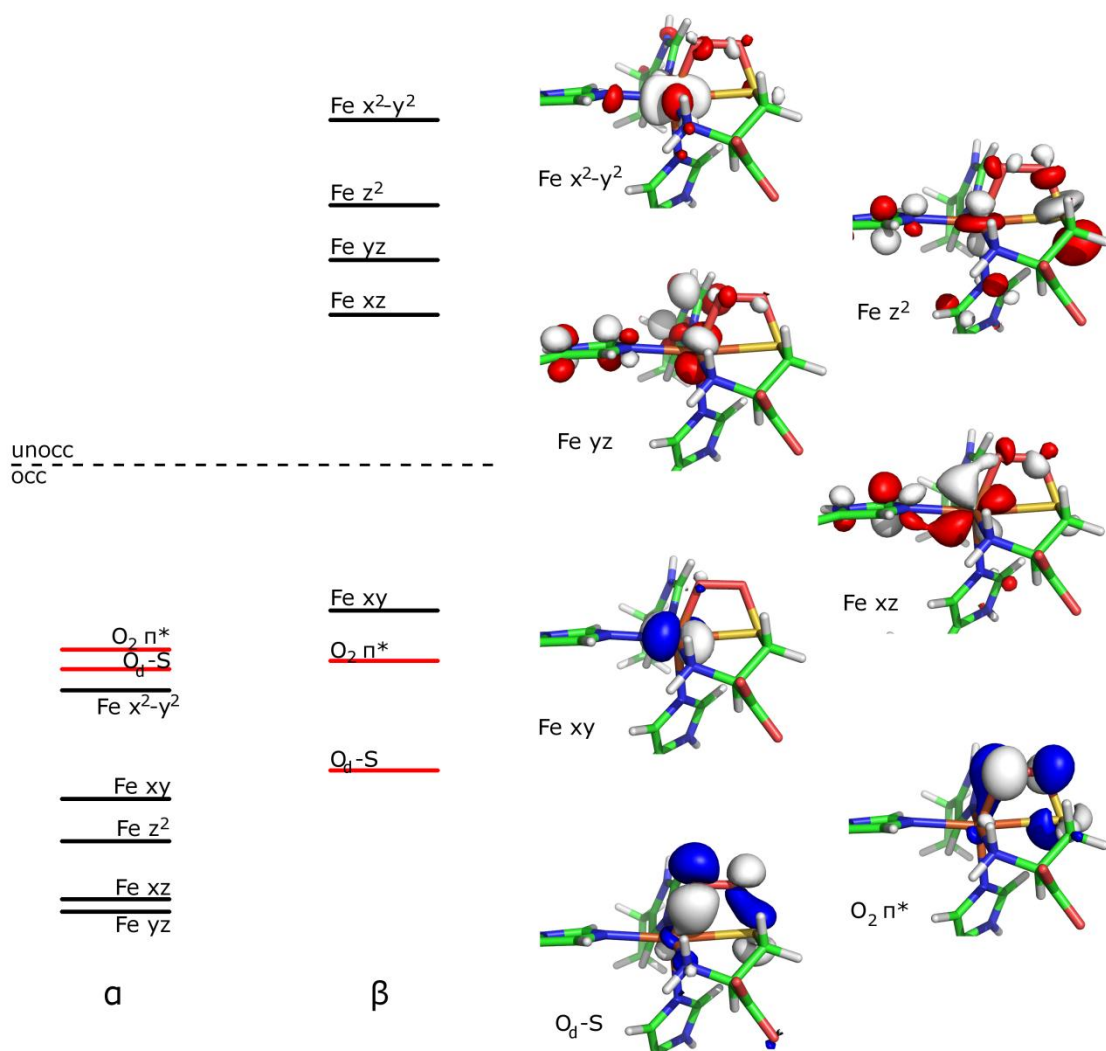 Fe x²-y²
Fe z²
Fe yz
Fe xz
unocc
occ
Fe xy
O₂ π*
O₂ π*
Od-S
Fe x²-y²
Od-S
Fe xy
Fe z²
Fe xz
Fe yz
α
β
Fe x²-y²
Fe z²
Fe yz
Fe xz
Fe xy
O₂ π*
Od-S